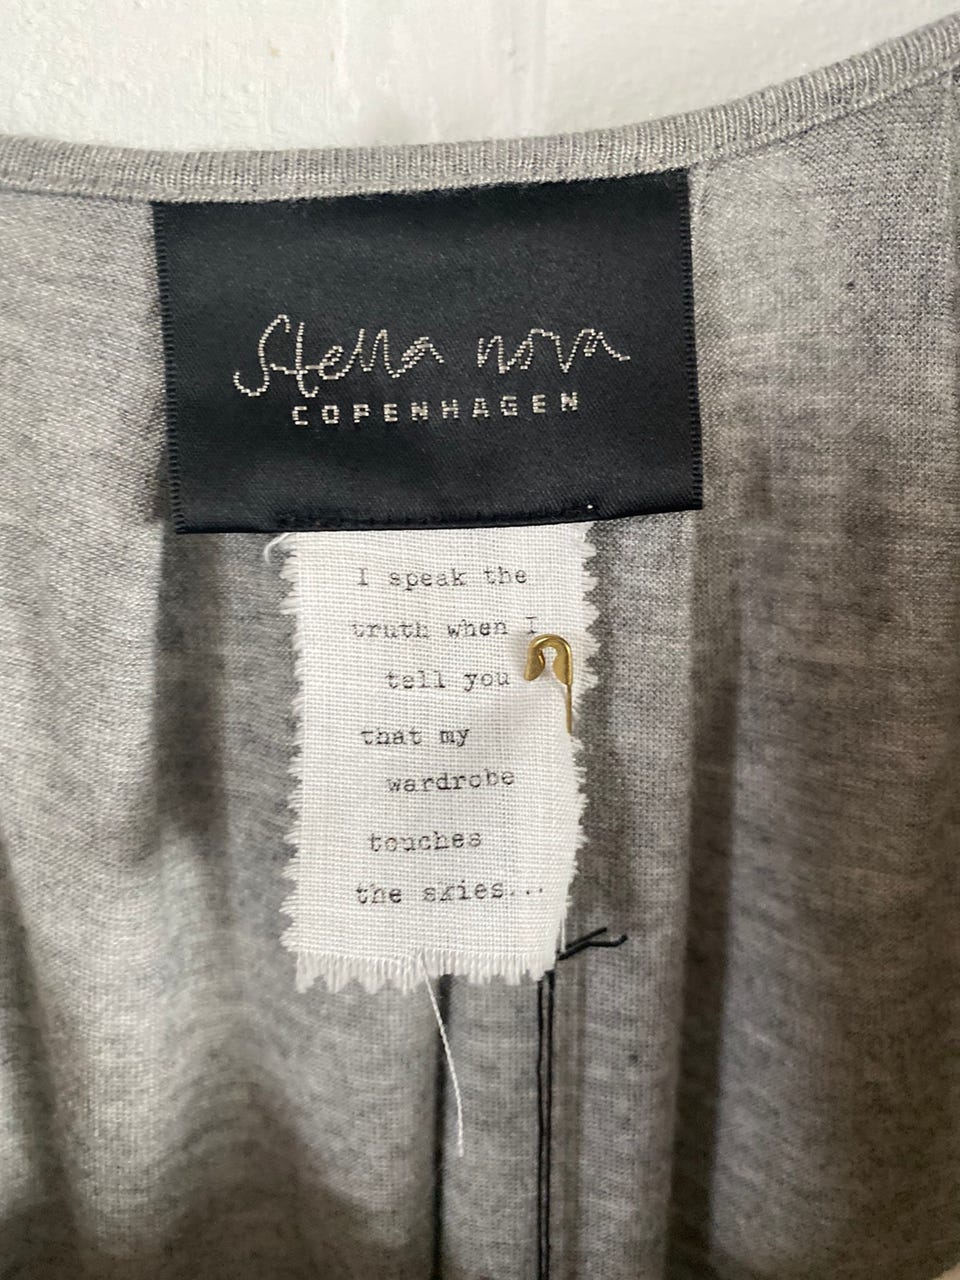 Stella nova
COPENHAGEN
I speak the
truth when I
tell you
that my
wardrobe
touches
the skies...